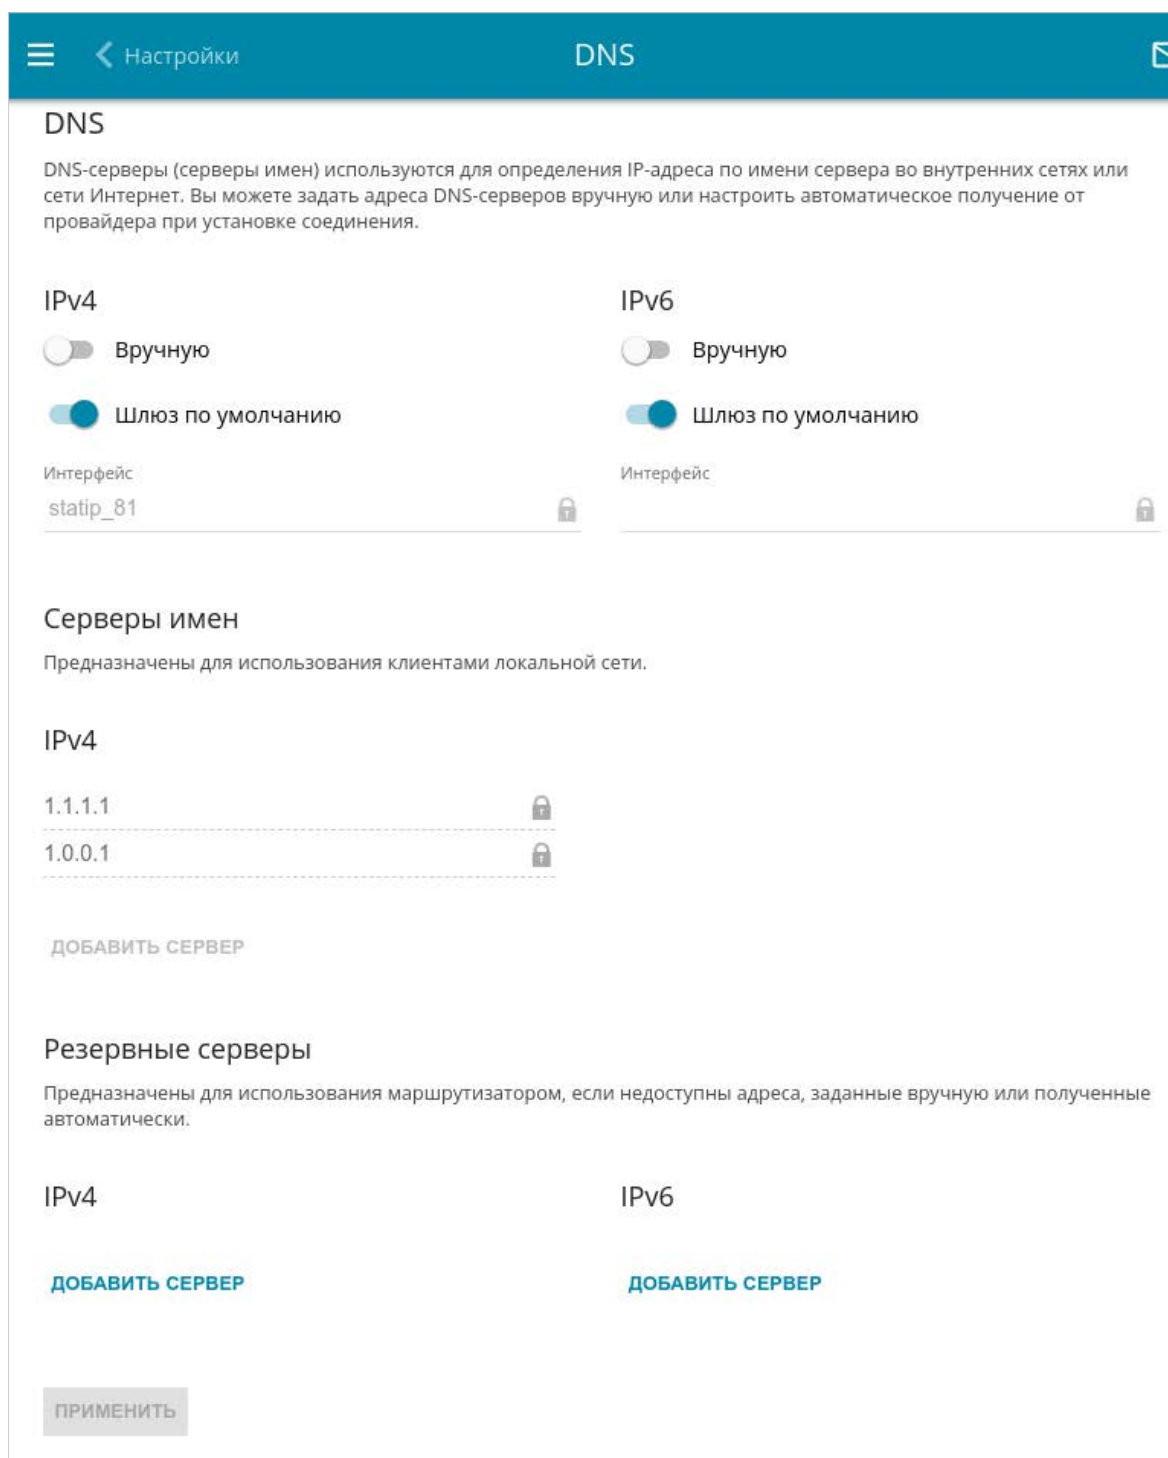 Настройки
DNS
DNS
DNS-серверы (серверы имен) используются для определения IP-адреса по имени сервера во внутренних сетях или
сети Интернет. Вы можете задать адреса DNS-серверов вручную или настроить автоматическое получение от
провайдера при установке соединения.
IPv4
IPv6
Вручную
Вручную
Шлюз по умолчанию
Шлюз по умолчанию
Интерфейс
Интерфейс
statip_81
Серверы имен
Предназначены для использования клиентами локальной сети.
IPv4
1.1.1.1
1.0.0.1
ДОБАВИТЬ СЕРВЕР
Резервные серверы
Предназначены для использования маршрутизатором, если недоступны адреса, заданные вручную или полученные
автоматически.
IPv4
IPv6
ДОБАВИТЬ СЕРВЕР
ДОБАВИТЬ СЕРВЕР
ПРИМЕНИТЬ